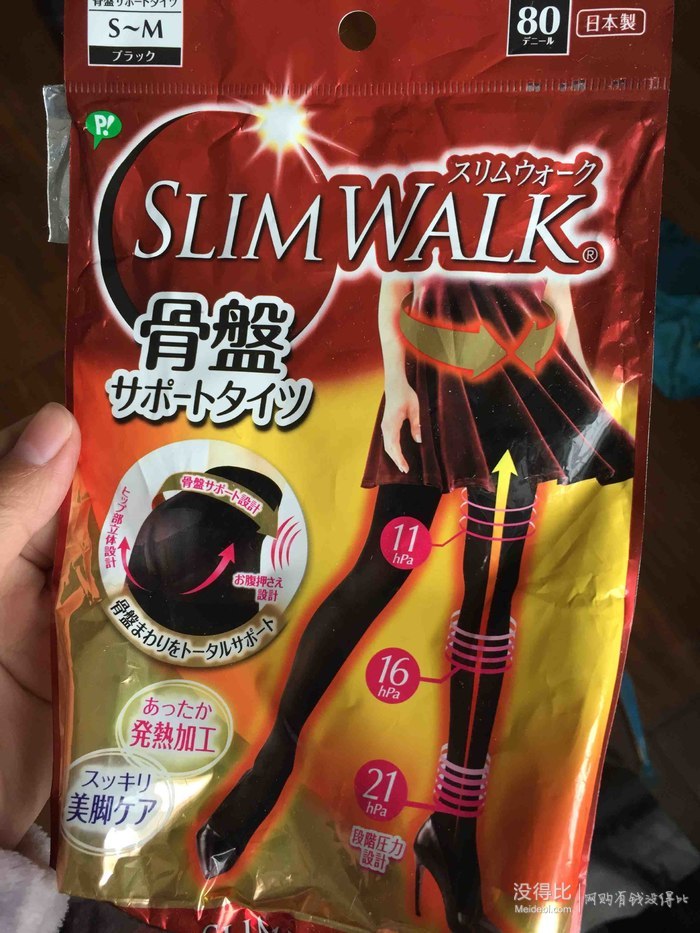 骨盤サポートタイツ
S~M
ブラック
80
デニール
日本製
P!
スリムウォーク
SLIM WALK®
骨盤
サポートタイツ
骨盤サポート設計
ヒップ部立体設計
お腹押さえ
設計
骨盤まわりをトータルサポート
11
hPa
16
hPa
21
hPa
段階圧力
設計
あったか
発熱加工
スッキリ
美脚ケア
没得比
Meidebi.com
网购有钱没得比